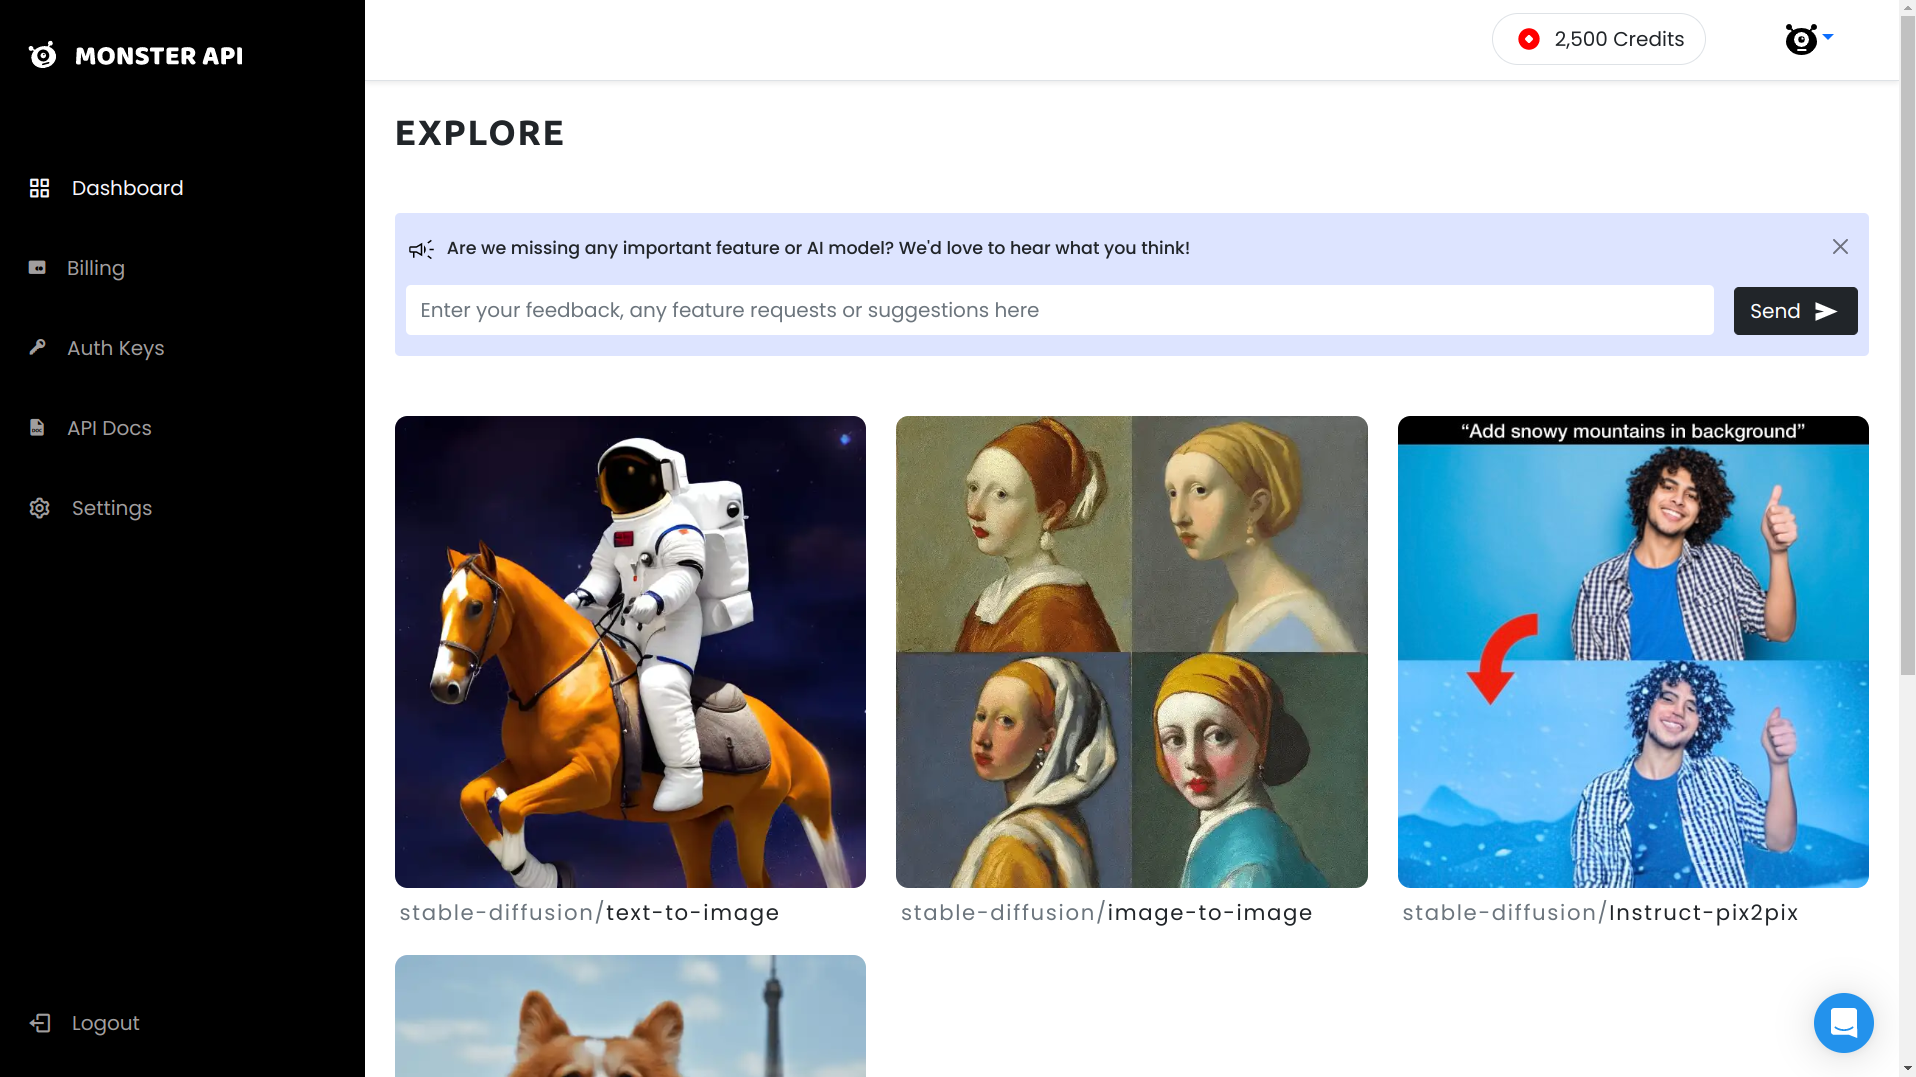 MONSTER API
2,500 Credits
EXPLORE
Dashboard
Billing
Auth Keys
API Docs
Settings
Logout
Are we missing any important feature or AI model? We'd love to hear what you think!
Enter your feedback, any feature requests or suggestions here
Send
“Add snowy mountains in background”
stable-diffusion/text-to-image
stable-diffusion/image-to-image
stable-diffusion/Instruct-pix2pix